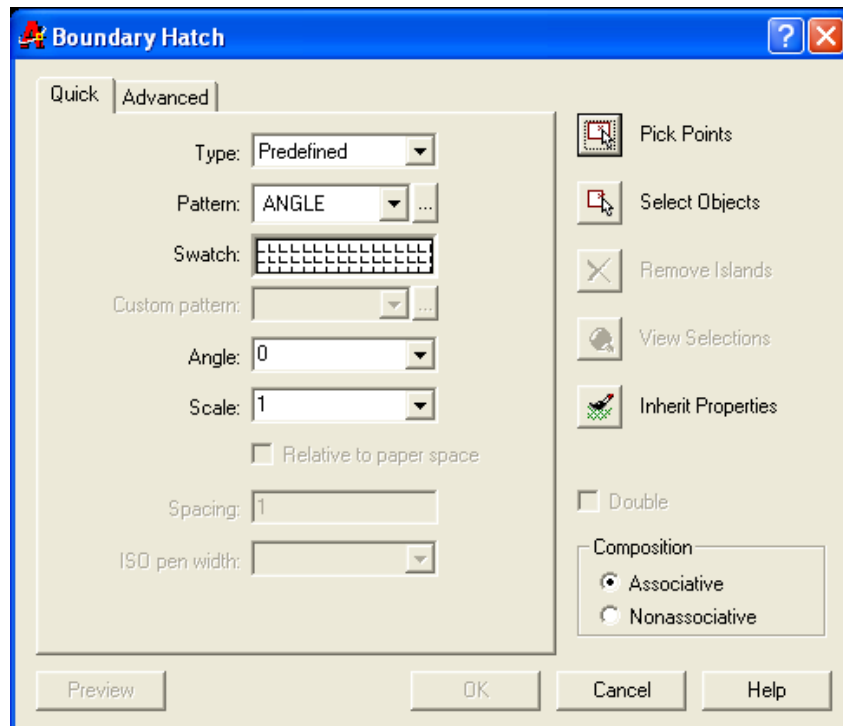 Boundary Hatch
Quick
Advanced
Type: Predefined
Pattern: ANGLE ...
Swatch:
Custom pattern: ...
Angle: 0
Scale: 1
Relative to paper space
Spacing: 1
ISO pen width:
Pick Points
Select Objects
Remove Islands
View Selections
Inherit Properties
Double
Composition
Associative
Nonassociative
Preview
OK
Cancel
Help